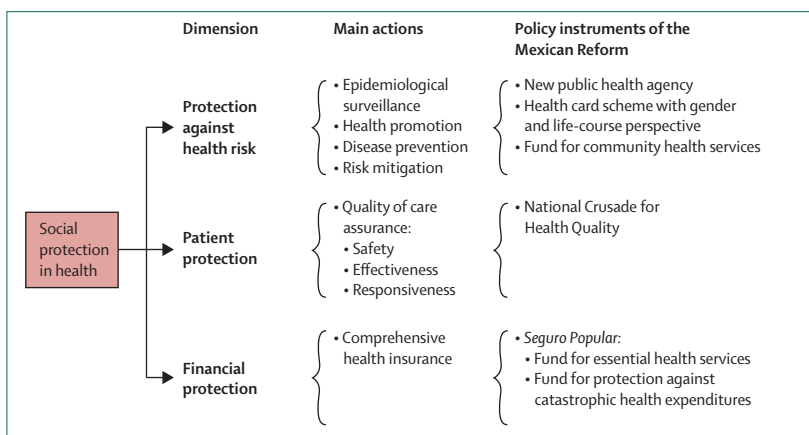 Dimension
Main actions
Policy instruments of the
Mexican Reform
Social
protection
in health
Protection
against
health risk
• Epidemiological
surveillance
• Health promotion
• Disease prevention
• Risk mitigation
• New public health agency
• Health card scheme with gender
and life-course perspective
• Fund for community health services
Patient
protection
• Quality of care
assurance:
• Safety
• Effectiveness
• Responsiveness
• National Crusade for
Health Quality
Financial
protection
• Comprehensive
health insurance
• Seguro Popular:
• Fund for essential health services
• Fund for protection against
catastrophic health expenditures